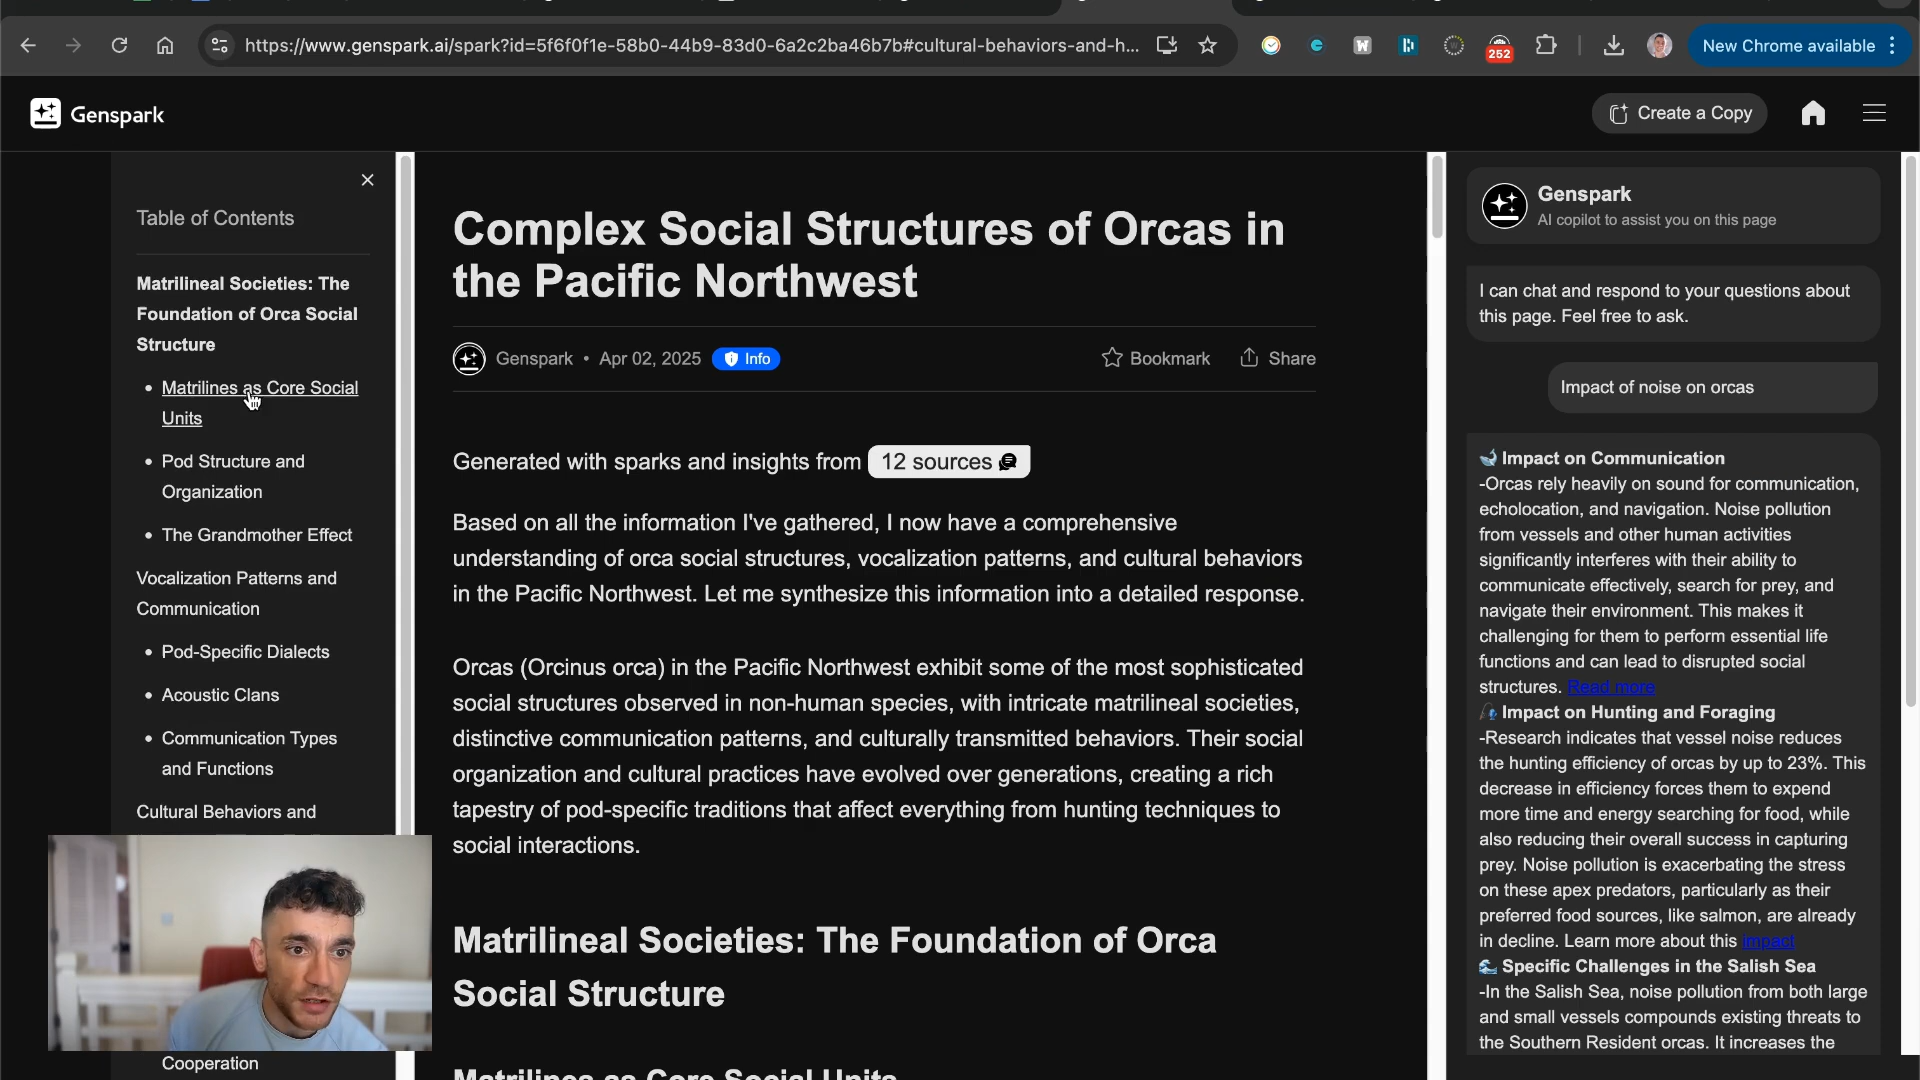 https://www.genspark.ai/spark?id=5f6f0f1e-58b0-44b9-83d0-6a2c2ba46b7b#cultural-behaviors-and-h...
252
New Chrome available
Genspark
Create a Copy
Table of Contents
Matrilineal Societies: The
Foundation of Orca Social
Structure
• Matrilines as Core Social
Units
• Pod Structure and
Organization
• The Grandmother Effect
Vocalization Patterns and
Communication
• Pod-Specific Dialects
• Acoustic Clans
• Communication Types
and Functions
Cultural Behaviors and
Cooperation
Complex Social Structures of Orcas in
the Pacific Northwest
Genspark • Apr 02, 2025 Info
Bookmark Share
Generated with sparks and insights from 12 sources
Based on all the information I've gathered, I now have a comprehensive
understanding of orca social structures, vocalization patterns, and cultural behaviors
in the Pacific Northwest. Let me synthesize this information into a detailed response.
Orcas (Orcinus orca) in the Pacific Northwest exhibit some of the most sophisticated
social structures observed in non-human species, with intricate matrilineal societies,
distinctive communication patterns, and culturally transmitted behaviors. Their social
organization and cultural practices have evolved over generations, creating a rich
tapestry of pod-specific traditions that affect everything from hunting techniques to
social interactions.
Matrilineal Societies: The Foundation of Orca
Social Structure
Matrilines as Core Social Units
Genspark
AI copilot to assist you on this page
I can chat and respond to your questions about
this page. Feel free to ask.
Impact of noise on orcas
Impact on Communication
-Orcas rely heavily on sound for communication,
echolocation, and navigation. Noise pollution
from vessels and other human activities
significantly interferes with their ability to
communicate effectively, search for prey, and
navigate their environment. This makes it
challenging for them to perform essential life
functions and can lead to disrupted social
structures. Read more
Impact on Hunting and Foraging
-Research indicates that vessel noise reduces
the hunting efficiency of orcas by up to 23%. This
decrease in efficiency forces them to expend
more time and energy searching for food, while
also reducing their overall success in capturing
prey. Noise pollution is exacerbating the stress
on these apex predators, particularly as their
preferred food sources, like salmon, are already
in decline. Learn more about this impact
Specific Challenges in the Salish Sea
-In the Salish Sea, noise pollution from both large
and small vessels compounds existing threats to
the Southern Resident orcas. It increases the